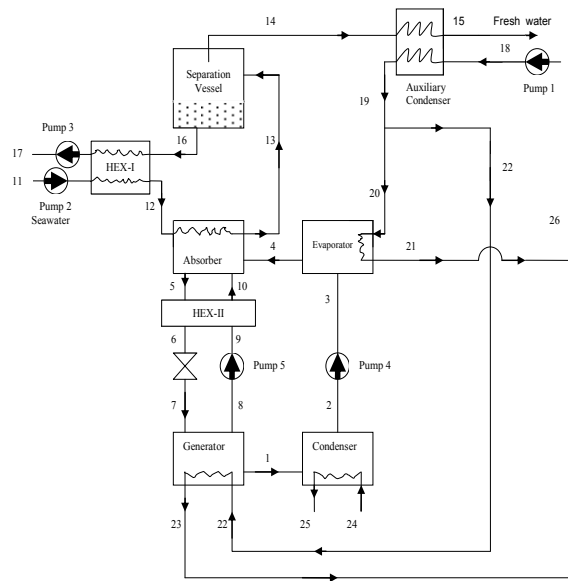 14
15
Fresh water
18
Separation
Vessel
Auxiliary
Condenser
Pump 1
19
Pump 3
16
13
17
HEX-I
22
11
Pump 2
Seawater
12
20
26
4
Evaporator
21
Absorber
5
10
3
HEX-II
6
9
Pump 5
Pump 4
7
8
2
Generator
1
Condenser
23
22
25
24